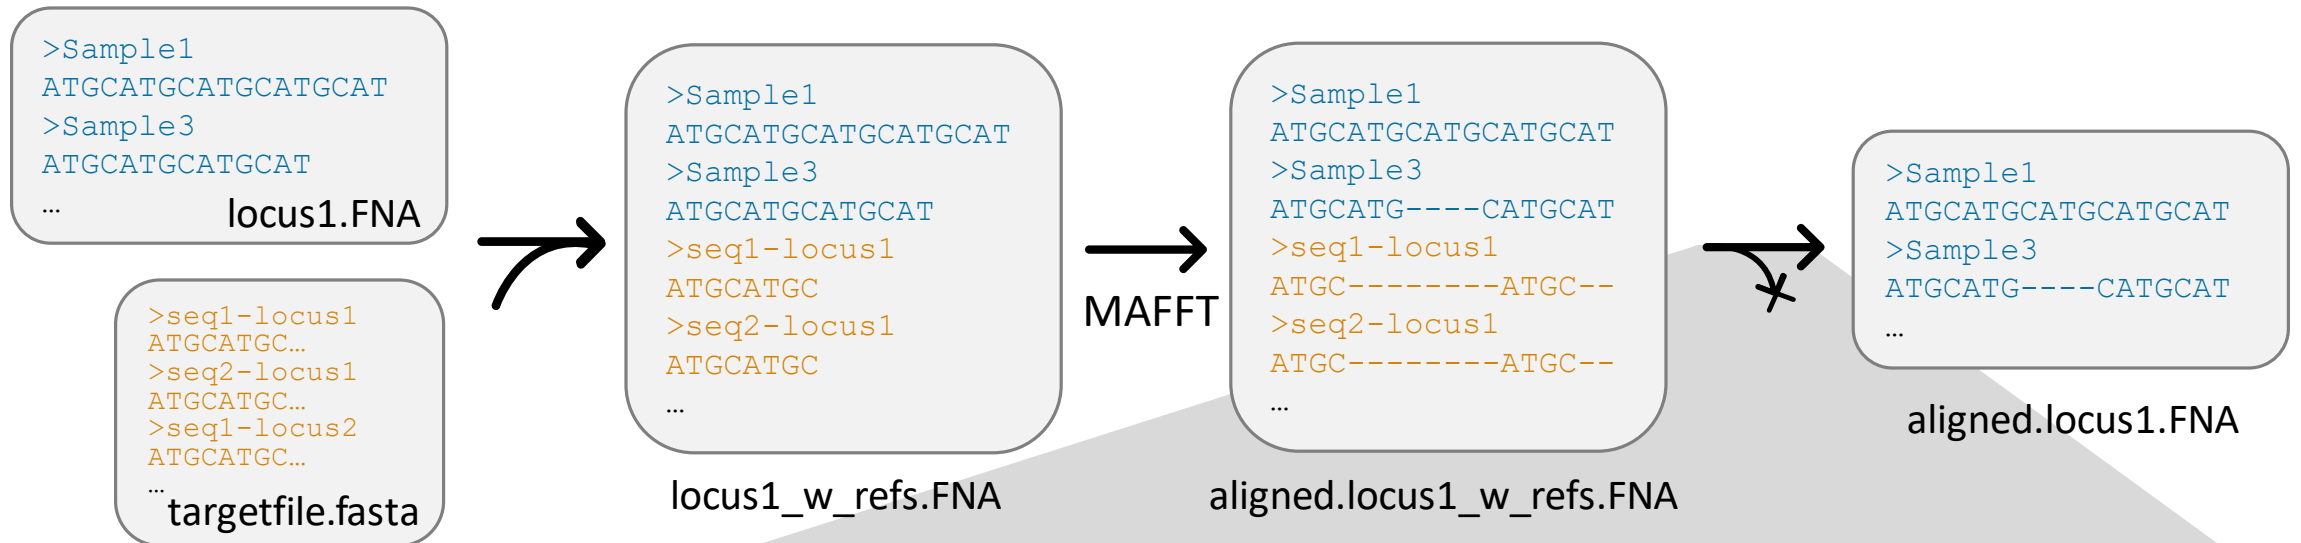 >Sample1
ATGCATGCATGCATGCAT
>Sample3
ATGCATGCATGCAT
…
locus1.FNA
>seq1-locus1
ATGCATGC…
>seq2-locus1
ATGCATGC…
>seq1-locus2
ATGCATGC…
…
targetfile.fasta
>Sample1
ATGCATGCATGCATGCAT
>Sample3
ATGCATGCATGCAT
>seq1-locus1
ATGCATGC
>seq2-locus1
ATGCATGC
…
locus1_w_refs.FNA
MAFFT
>Sample1
ATGCATGCATGCATGCAT
>Sample3
ATGCATG----CATGCAT
>seq1-locus1
ATGC--------ATGC--
>seq2-locus1
ATGC--------ATGC--
…
aligned.locus1_w_refs.FNA
>Sample1
ATGCATGCATGCATGCAT
>Sample3
ATGCATG----CATGCAT
…
aligned.locus1.FNA